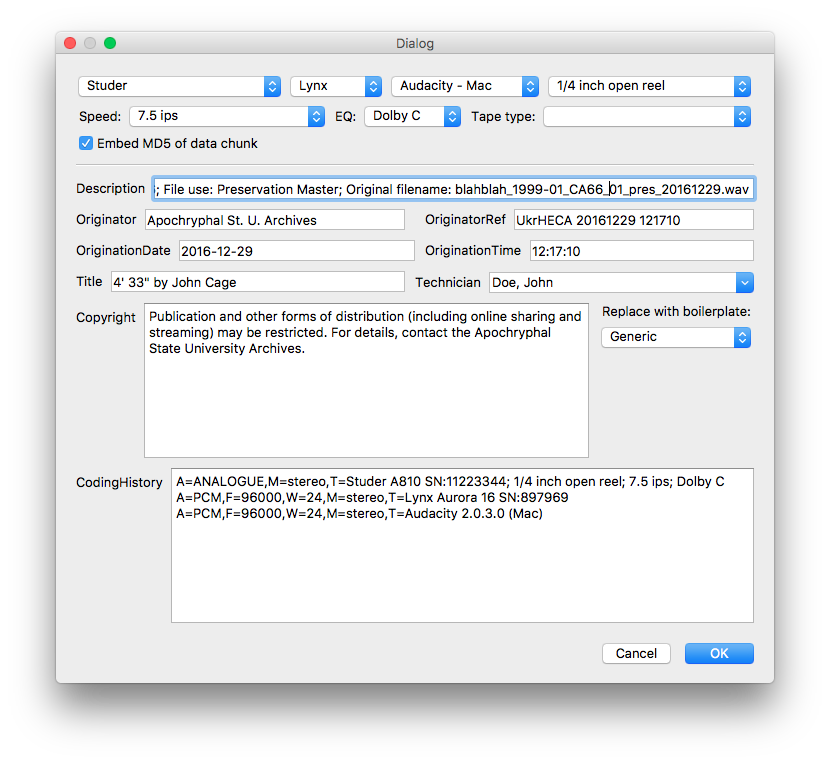 Dialog
Studer Lynx Audacity - Mac 1/4 inch open reel
Speed: 7.5 ips EQ: Dolby C Tape type:
Embed MD5 of data chunk
Description ; File use: Preservation Master; Original filename: blahblah_1999-01_CA66_01_pres_20161229.wav
Originator Apochryphal St. U. Archives OriginatorRef UkrHECA 20161229 121710
OriginationDate 2016-12-29 OriginationTime 12:17:10
Title 4' 33" by John Cage Technician Doe, John
Copyright Publication and other forms of distribution (including online sharing and
streaming) may be restricted. For details, contact the Apochryphal
State University Archives.
Replace with boilerplate:
Generic
CodingHistory A=ANALOGUE,M=stereo,T=Studer A810 SN:11223344; 1/4 inch open reel; 7.5 ips; Dolby C
A=PCM,F=96000,W=24,M=stereo,T=Lynx Aurora 16 SN:897969
A=PCM,F=96000,W=24,M=stereo,T=Audacity 2.0.3.0 (Mac)
Cancel OK